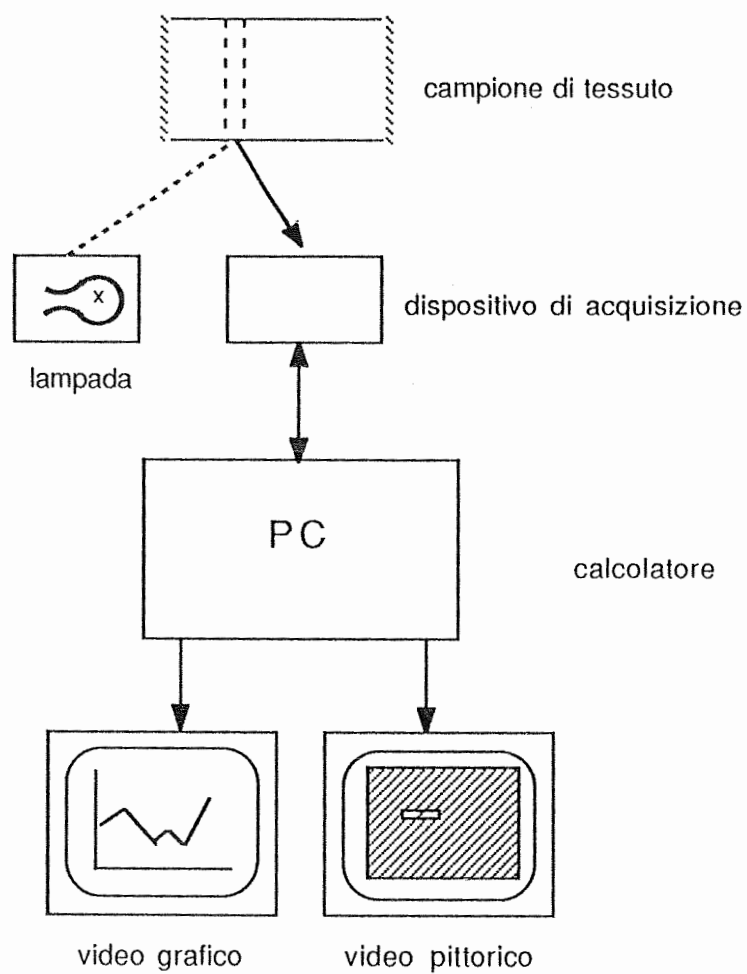 campione di tessuto
x
dispositivo di acquisizione
lampada
PC
calcolatore
video grafico
video pittorico